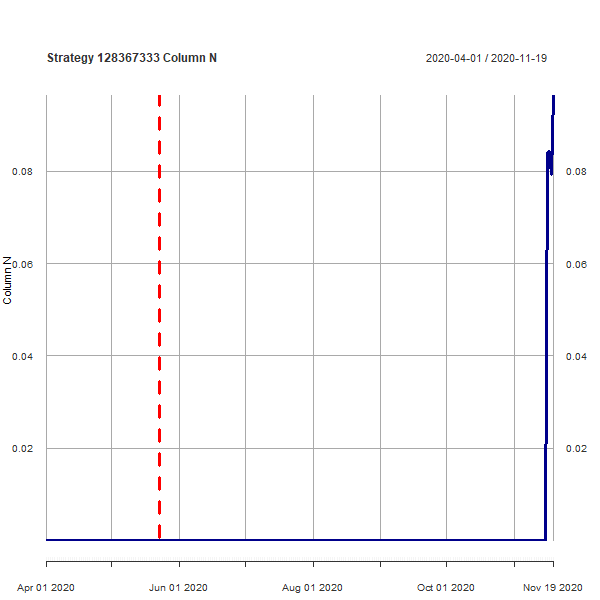 Strategy 128367333 Column N
2020-04-01 / 2020-11-19
0.08
0.08
Column N
0.06
0.06
0.04
0.04
0.02
0.02
Apr 01 2020
Jun 01 2020
Aug 01 2020
Oct 01 2020
Nov 19 2020